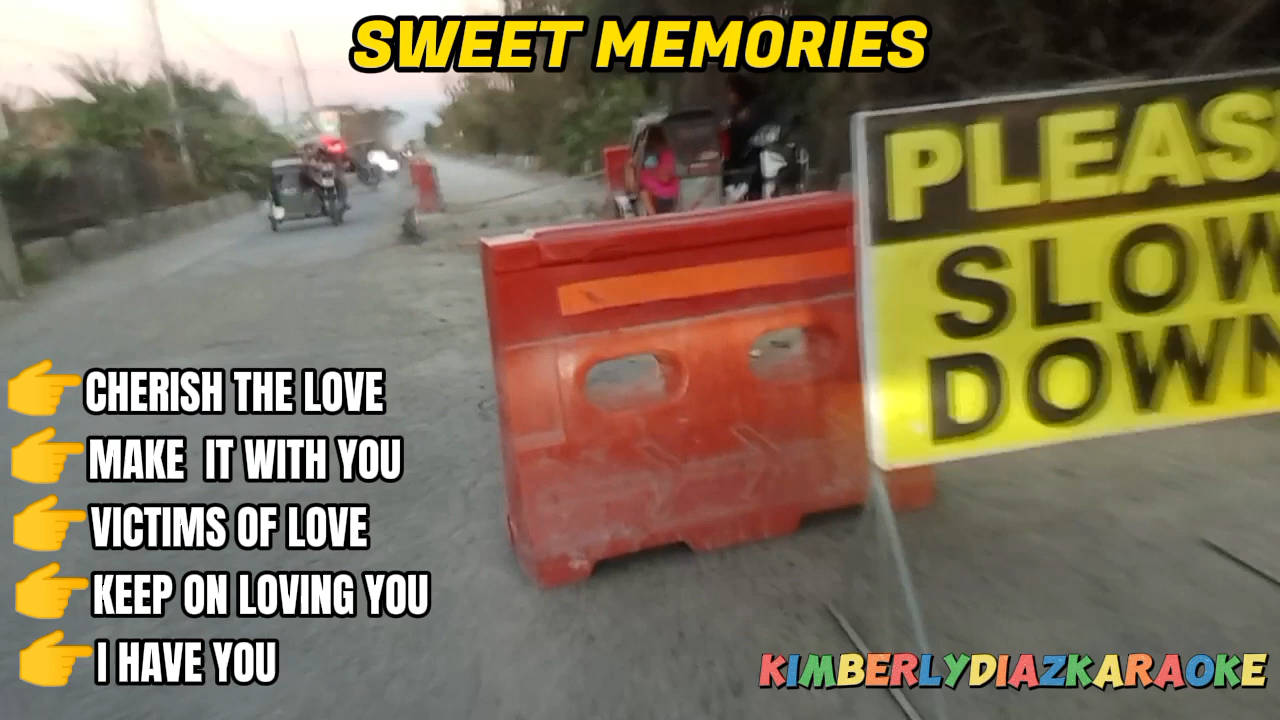 SWEET MEMORIES
PLEAS
SLOW
DOWN
👉CHERISH THE LOVE
👉MAKE  IT WITH YOU
👉VICTIMS OF LOVE
👉KEEP ON LOVING YOU
👉I HAVE YOU
KIMBERLYDIAZKARAOKE